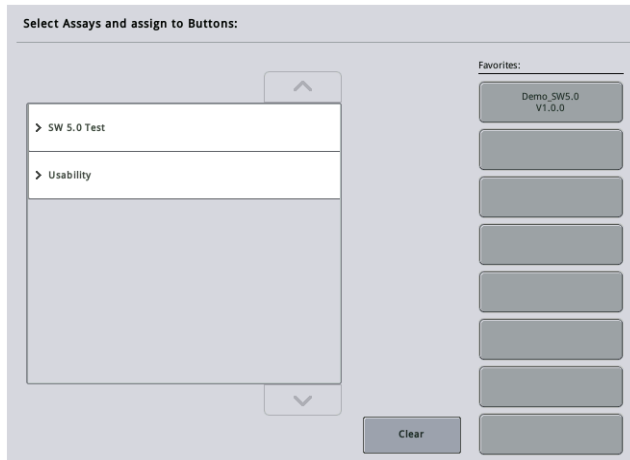 Select Assays and assign to Buttons:
Favorites:
Demo_SW5.0
V1.0.0
SW 5.0 Test
Usability
Clear